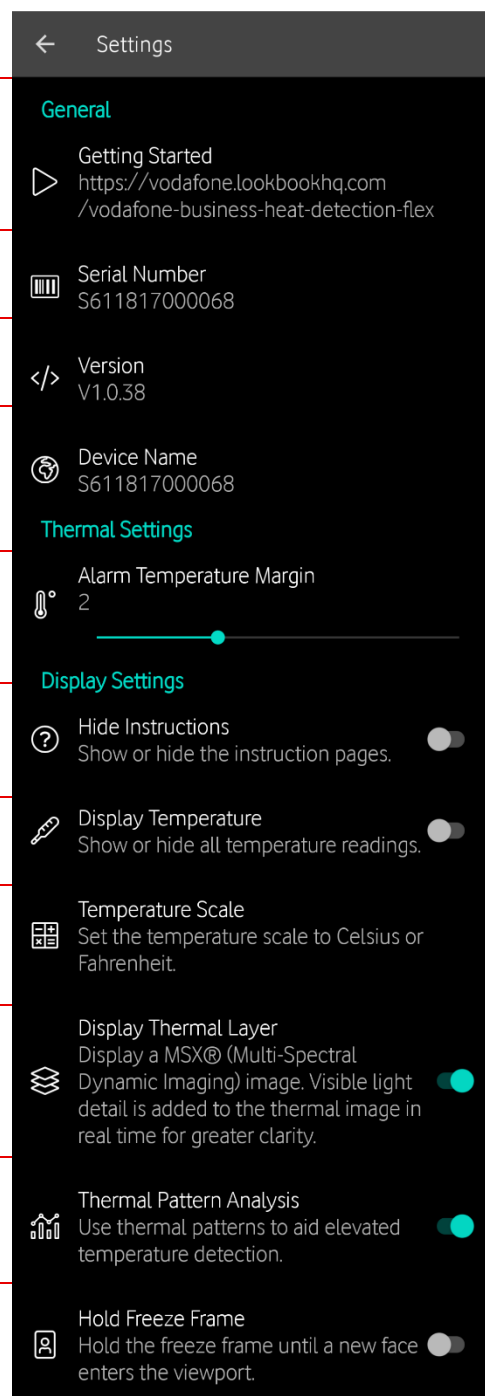 Settings
General
Getting Started
https://vodafone.lookbookhq.com
/vodafone-business-heat-detection-flex
Serial Number
S611817000068
Version
V1.0.38
Device Name
S611817000068
Thermal Settings
Alarm Temperature Margin
2
Display Settings
Hide Instructions
Show or hide the instruction pages.
Display Temperature
Show or hide all temperature readings.
Temperature Scale
Set the temperature scale to Celsius or
Fahrenheit.
Display Thermal Layer
Display a MSX® (Multi-Spectral
Dynamic Imaging) image. Visible light
detail is added to the thermal image in
real time for greater clarity.
Thermal Pattern Analysis
Use thermal patterns to aid elevated
temperature detection.
Hold Freeze Frame
Hold the freeze frame until a new face
enters the viewport.